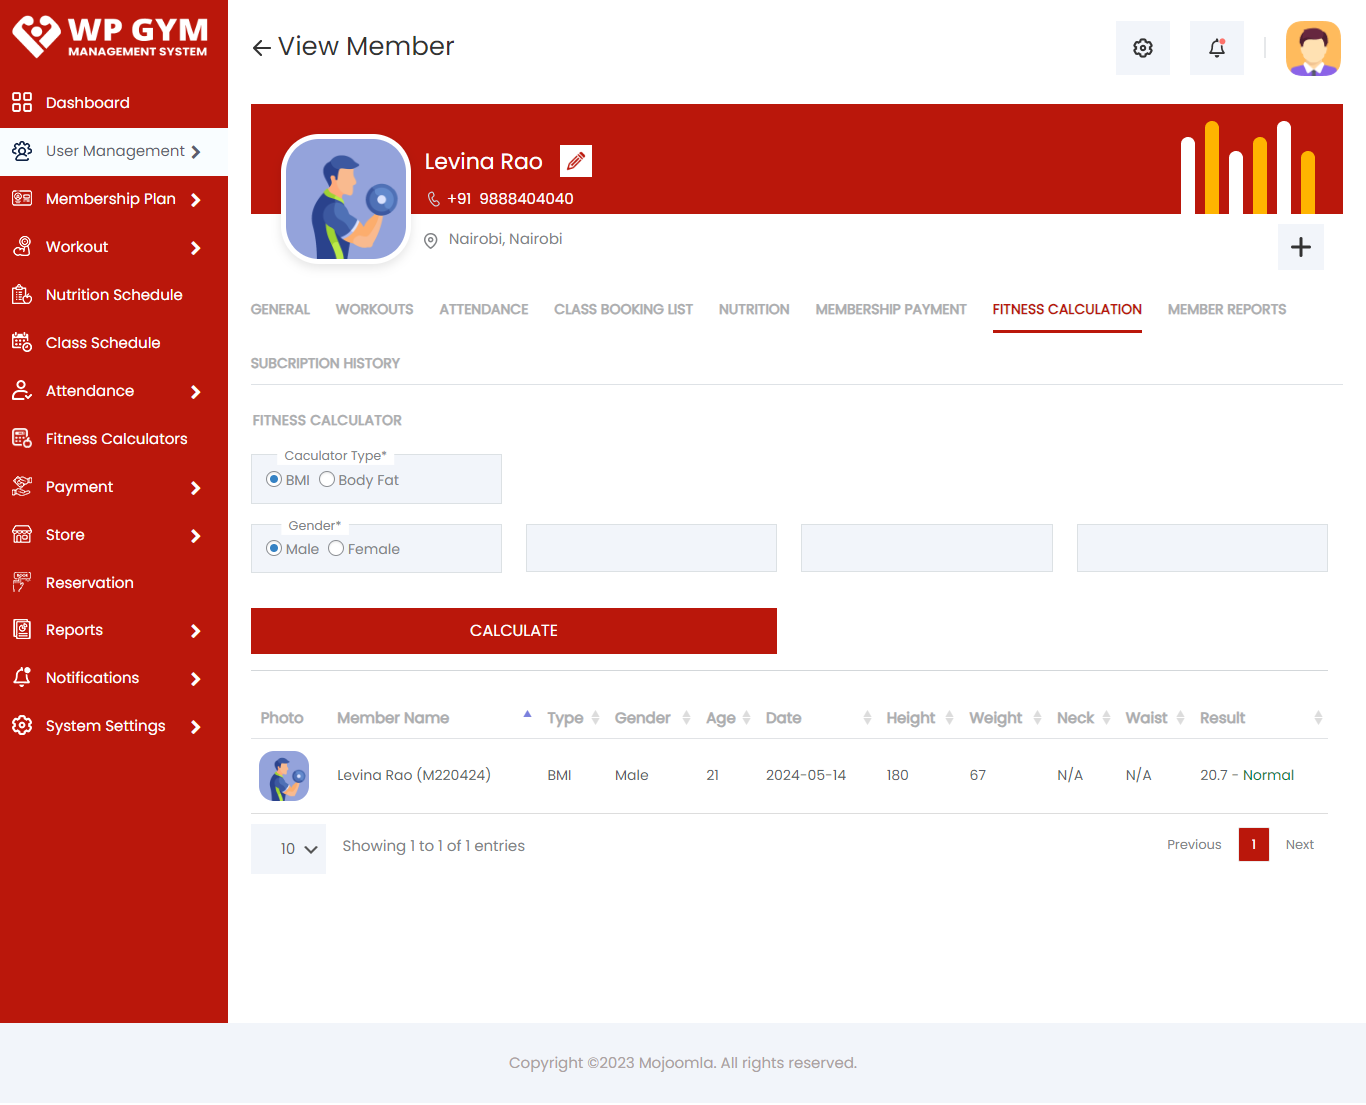 WP GYM
MANAGEMENT SYSTEM
View Member
Dashboard
User Management
Membership Plan
Workout
Nutrition Schedule
Class Schedule
Attendance
Fitness Calculators
Payment
Store
Reservation
Reports
Notifications
System Settings
Levina Rao
+91 9888404040
Nairobi, Nairobi
GENERAL WORKOUTS ATTENDANCE CLASS BOOKING LIST NUTRITION MEMBERSHIP PAYMENT FITNESS CALCULATION MEMBER REPORTS
SUBCRIPTION HISTORY
FITNESS CALCULATOR
Caculator Type*
BMI Body Fat
Gender*
Male Female
CALCULATE
Photo Member Name Type Gender Age Date Height Weight Neck Waist Result
Levina Rao (M220424) BMI Male 21 2024-05-14 180 67 N/A N/A 20.7 - Normal
10 Showing 1 to 1 of 1 entries Previous 1 Next
Copyright ©2023 Mojoomla. All rights reserved.